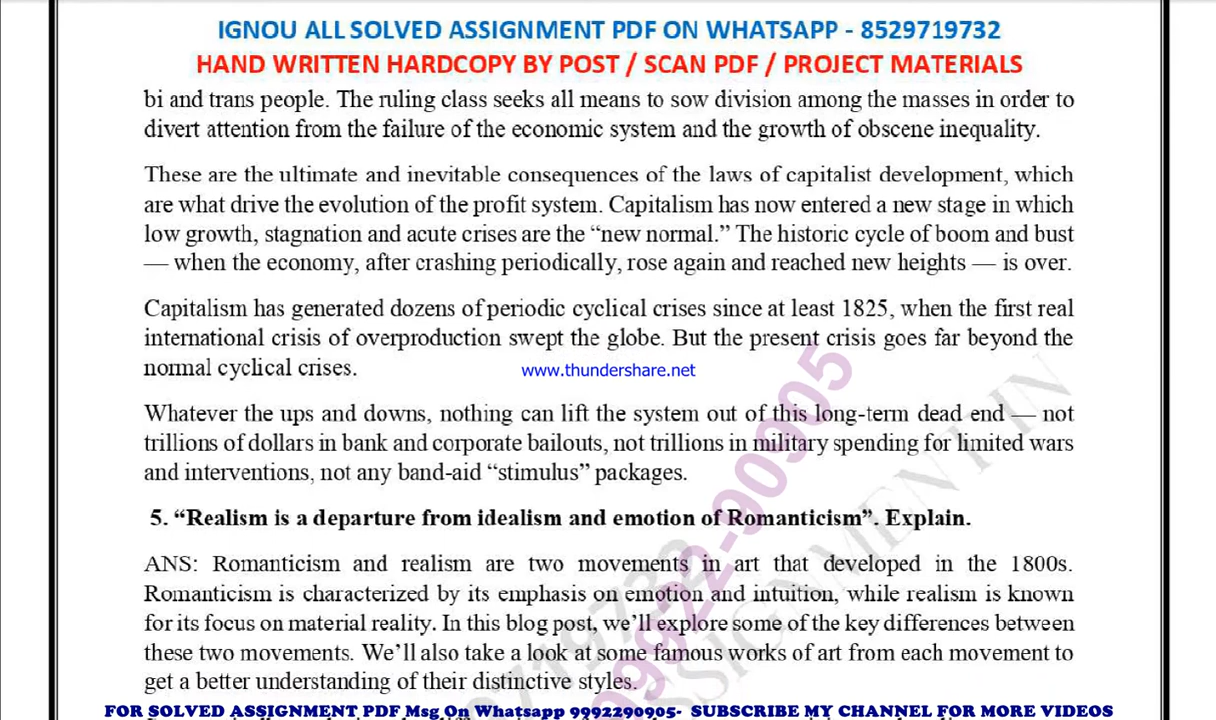 IGNOU ALL SOLVED ASSIGNMENT PDF ON WHATSAPP - 8529719732
HAND WRITTEN HARDCOPY BY POST / SCAN PDF / PROJECT MATERIALS
bi and trans people. The ruling class seeks all means to sow division among the masses in order to
divert attention from the failure of the economic system and the growth of obscene inequality.
These are the ultimate and inevitable consequences of the laws of capitalist development, which
are what drive the evolution of the profit system. Capitalism has now entered a new stage in which
low growth, stagnation and acute crises are the “new normal.” The historic cycle of boom and bust
— when the economy, after crashing periodically, rose again and reached new heights — is over.
Capitalism has generated dozens of periodic cyclical crises since at least 1825, when the first real
international crisis of overproduction swept the globe. But the present crisis goes far beyond the
normal cyclical crises.
www.thundershare.net
Whatever the ups and downs, nothing can lift the system out of this long-term dead end — not
trillions of dollars in bank and corporate bailouts, not trillions in military spending for limited wars
and interventions, not any band-aid “stimulus” packages.
5. “Realism is a departure from idealism and emotion of Romanticism”. Explain.
ANS: Romanticism and realism are two movements in art that developed in the 1800s.
Romanticism is characterized by its emphasis on emotion and intuition, while realism is known
for its focus on material reality. In this blog post, we’ll explore some of the key differences between
these two movements. We’ll also take a look at some famous works of art from each movement to
get a better understanding of their distinctive styles.
9922-90905
ASSIGNMENT IN
FOR SOLVED ASSIGNMENT PDF Msg On Whatsapp 9992290905- SUBSCRIBE MY CHANNEL FOR MORE VIDEOS